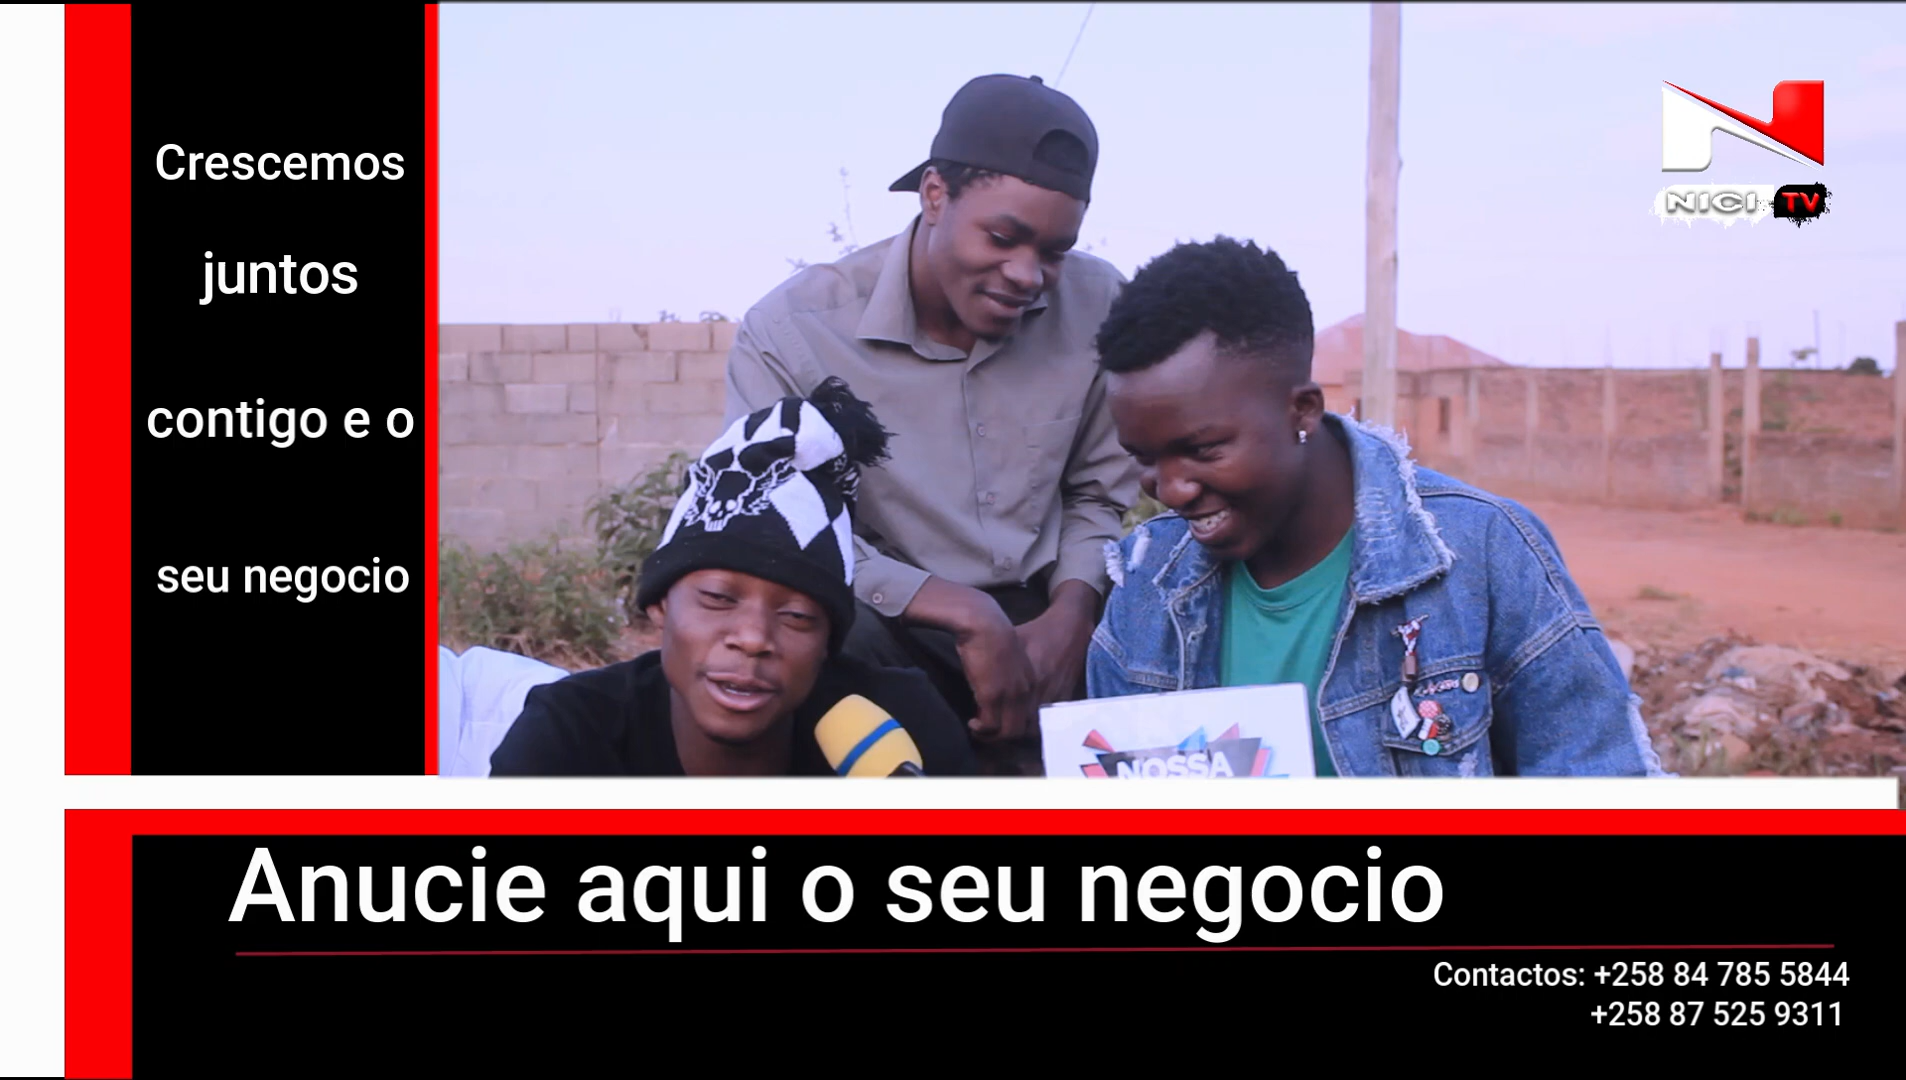 Crescemos
juntos
contigo e o
seu negocio
NICI TV
NOSSA
Anucie aqui o seu negocio
Contactos: +258 84 785 5844
+258 87 525 9311